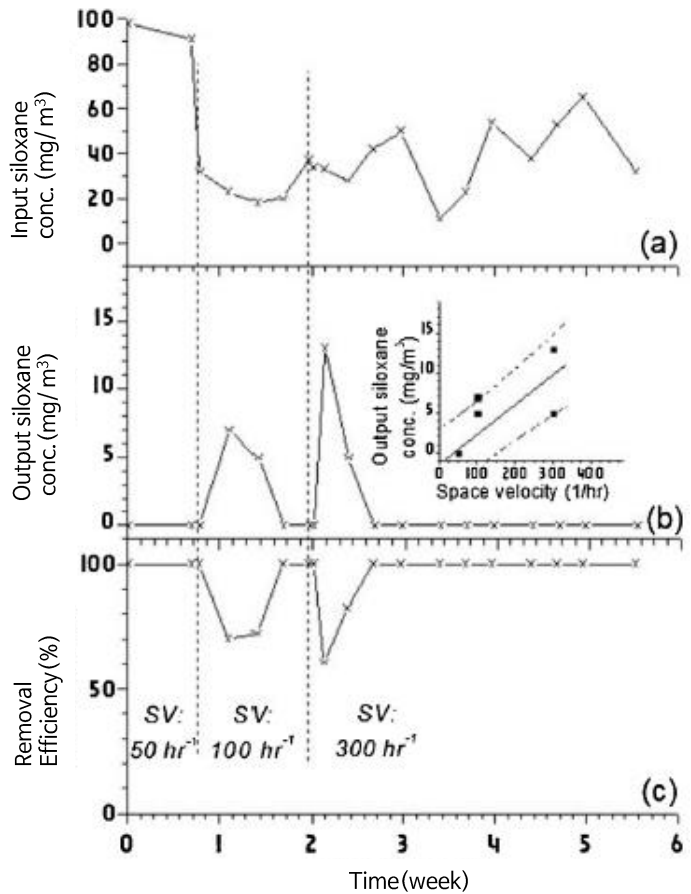 Input siloxane
conc. (mg/ m³)
100
80
60
40
20
0
(a)
Output siloxane
conc. (mg/ m³)
15
10
5
0
Output siloxane
conc. (mg/m³)
15
10
5
0
0 100 200 300 400
Space velocity (1/hr)
(b)
Removal
Efficiency (%)
100
50
0
SV:
50 hr⁻¹
SV:
100 hr⁻¹
SV:
300 hr⁻¹
(c)
0 1 2 3 4 5 6
Time (week)